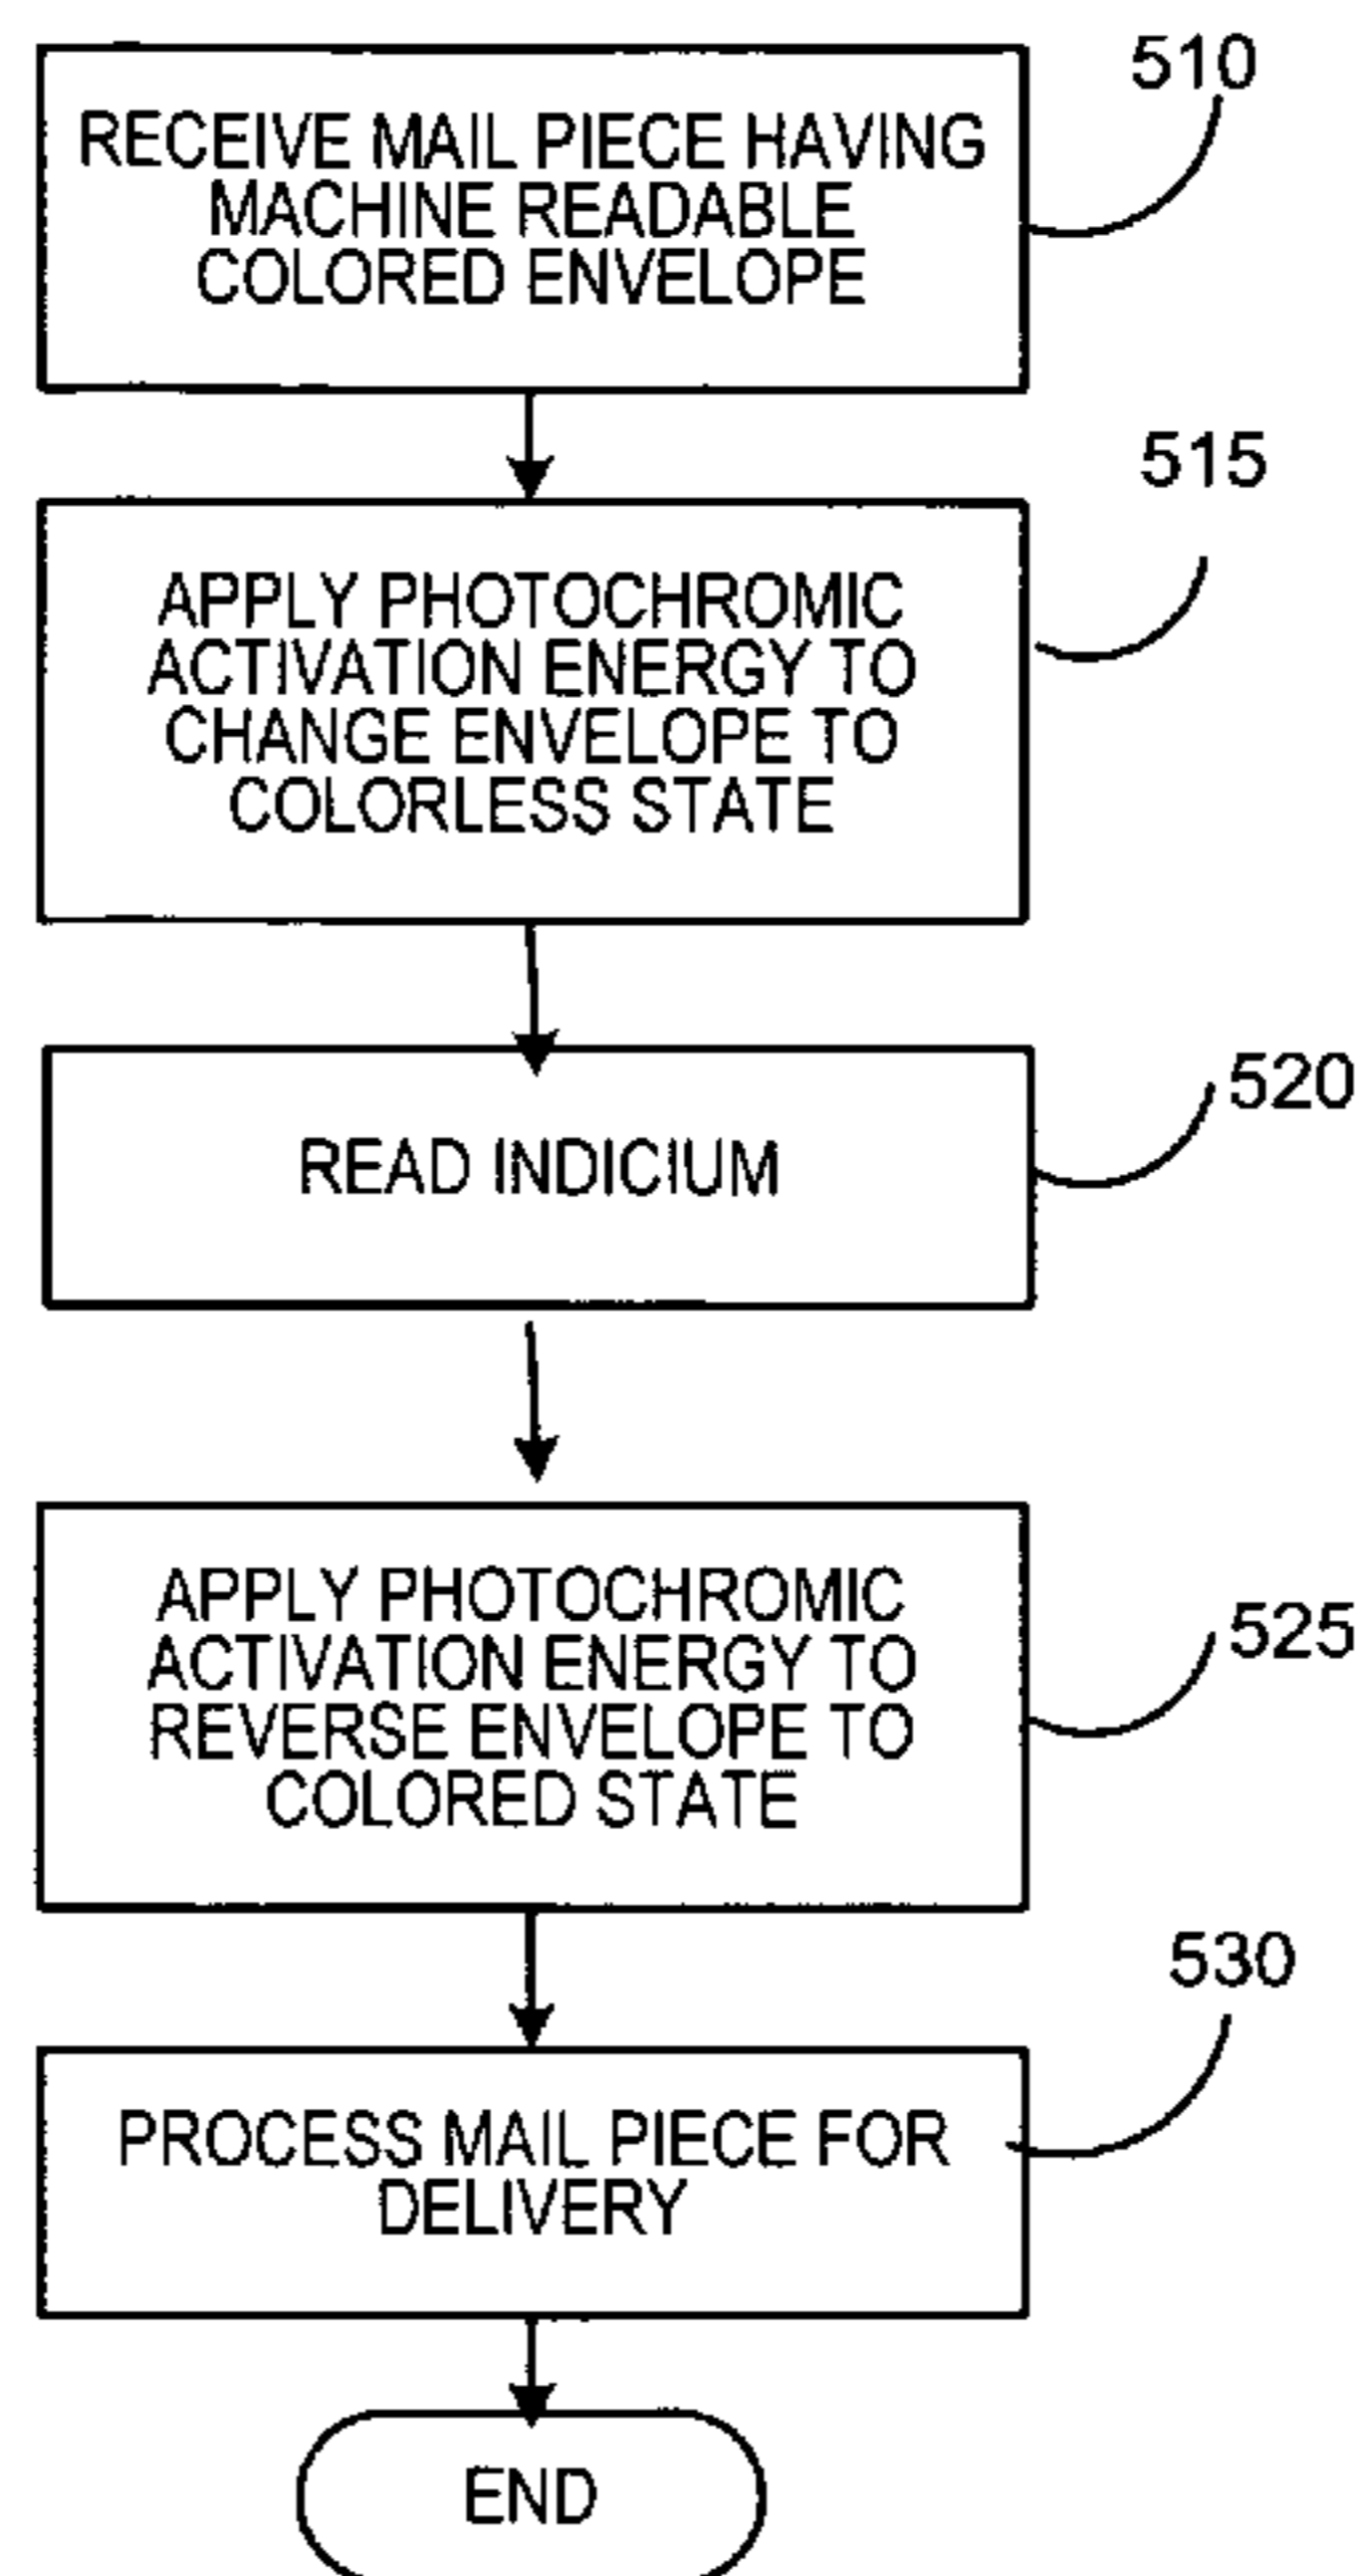 510
RECEIVE MAIL PIECE HAVING
MACHINE READABLE
COLORED ENVELOPE
515
APPLY PHOTOCHROMIC
ACTIVATION ENERGY TO
CHANGE ENVELOPE TO
COLORLESS STATE
520
READ INDICIUM
525
APPLY PHOTOCHROMIC
ACTIVATION ENERGY TO
REVERSE ENVELOPE TO
COLORED STATE
530
PROCESS MAIL PIECE FOR
DELIVERY
END